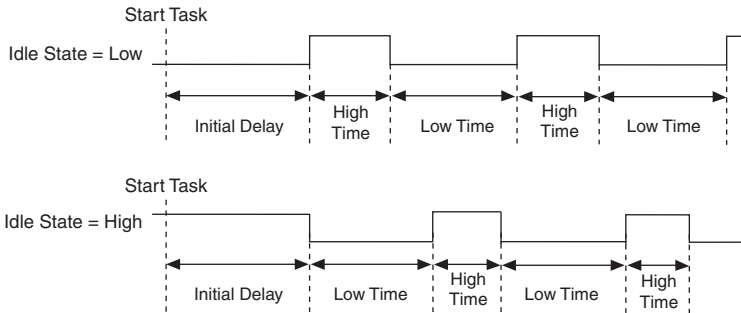 Start Task
Idle State = Low
Initial Delay
High Time
Low Time
High Time
Low Time
Start Task
Idle State = High
Initial Delay
Low Time
High Time
Low Time
High Time